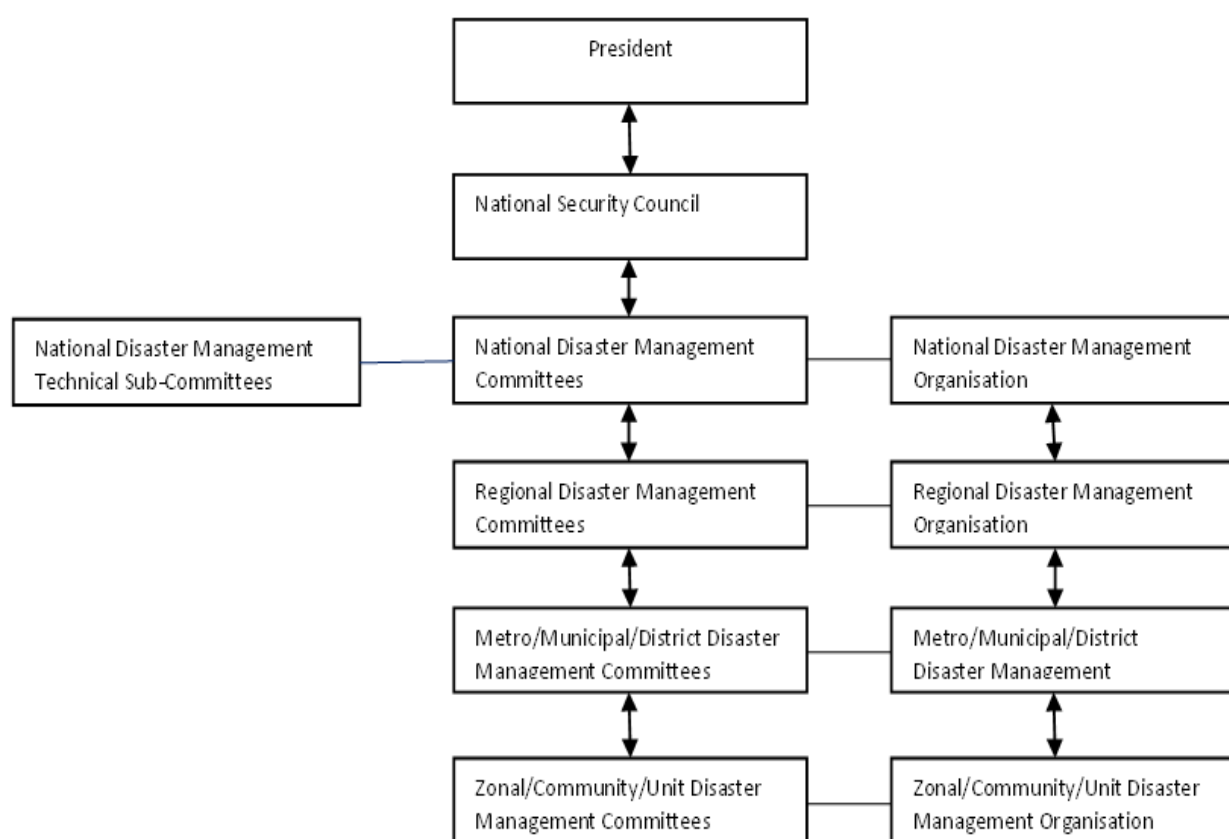 President
National Security Council
National Disaster Management
Technical Sub-Committees
National Disaster Management
Committees
National Disaster Management
Organisation
Regional Disaster Management
Committees
Regional Disaster Management
Organisation
Metro/Municipal/District Disaster
Management Committees
Metro/Municipal/District
Disaster Management
Zonal/Community/Unit Disaster
Management Committees
Zonal/Community/Unit Disaster
Management Organisation